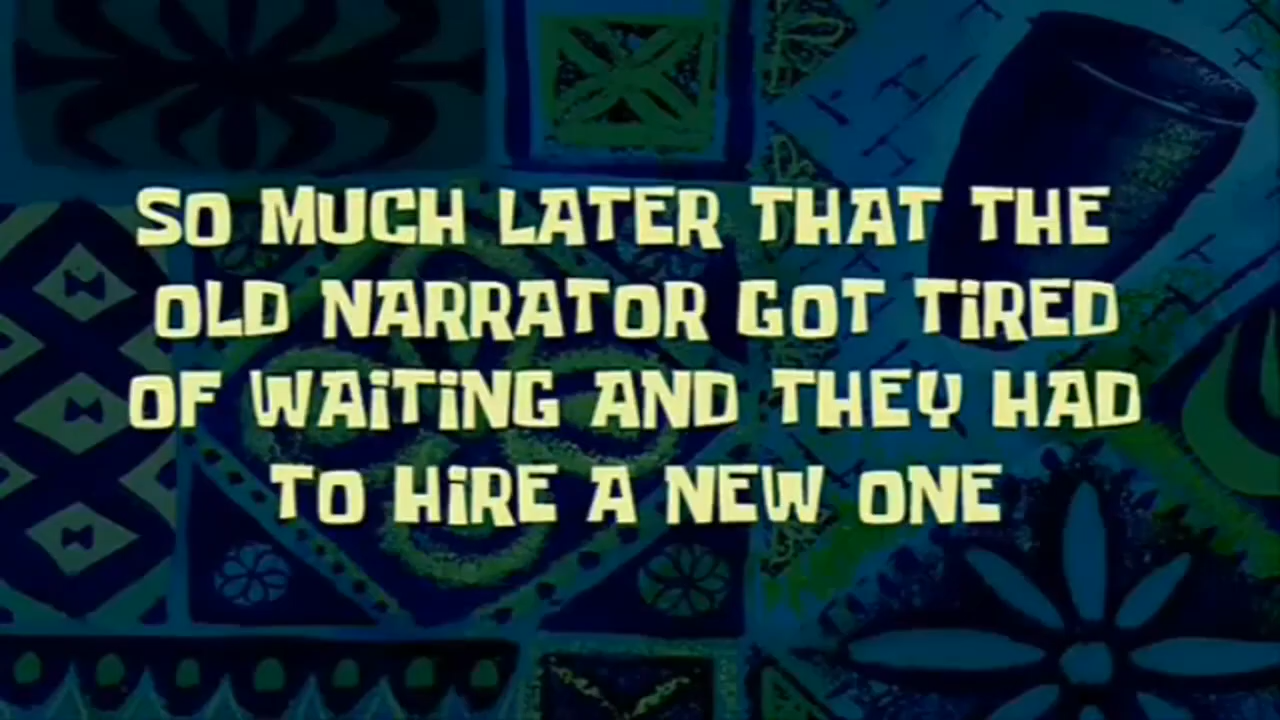 SO MUCH LATER THAT THE
OLD NARRATOR GOT TiRED
OF WAiTiNG AND THEY HAD
TO HiRE A NEW ONE